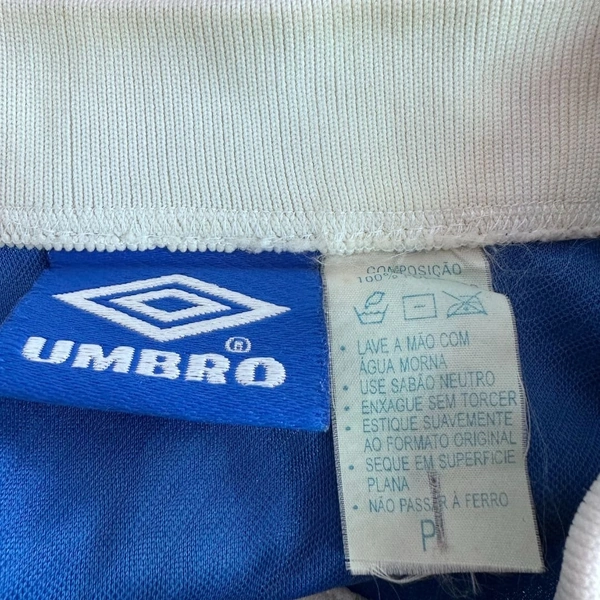 UMBRO®
COMPOSIÇÃO
100%
• LAVE A MÃO COM
ÁGUA MORNA
• USE SABÃO NEUTRO
• ENXAGUE SEM TORCER
• ESTIQUE SUAVEMENTE
AO FORMATO ORIGINAL
• SEQUE EM SUPERFICIE
PLANA
• NÃO PASSAR À FERRO
P